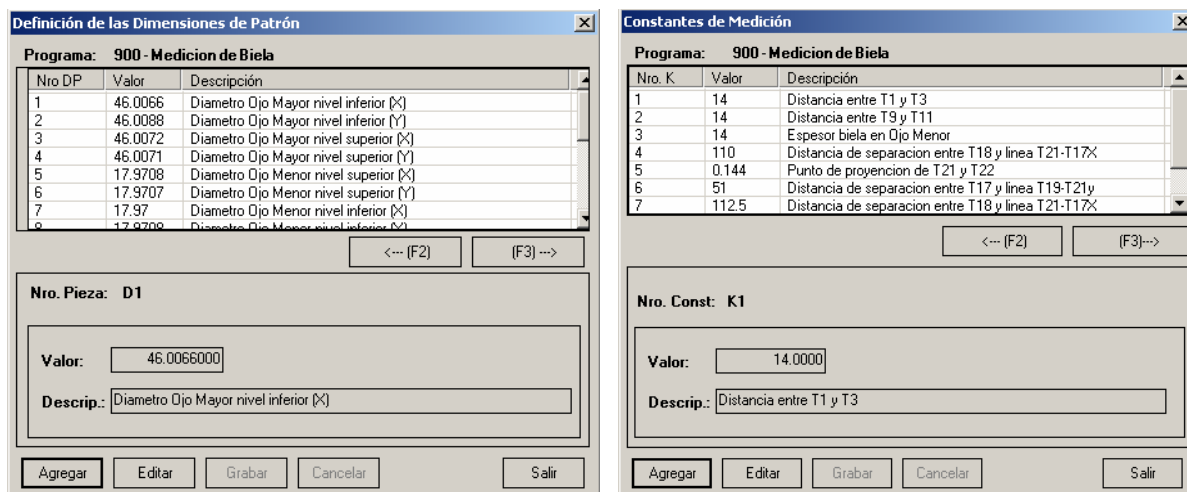 Definición de las Dimensiones de Patrón
Programa: 900 - Medicion de Biela
Nro DP Valor Descripción
1 46.0066 Diametro Ojo Mayor nivel inferior (X)
2 46.0088 Diametro Ojo Mayor nivel inferior (Y)
3 46.0072 Diametro Ojo Mayor nivel superior (X)
4 46.0071 Diametro Ojo Mayor nivel superior (Y)
5 17.9708 Diametro Ojo Menor nivel superior (X)
6 17.9707 Diametro Ojo Menor nivel superior (Y)
7 17.97 Diametro Ojo Menor nivel inferior (X)
8 17.9708 Diametro Ojo Menor nivel inferior (Y)
<--- (F2) (F3) --->
Nro. Pieza: D1
Valor: 46.0066000
Descrip.: Diametro Ojo Mayor nivel inferior (X)
Agregar Editar Grabar Cancelar Salir
Constantes de Medición
Programa: 900 - Medicion de Biela
Nro. K Valor Descripción
1 14 Distancia entre T1 y T3
2 14 Distancia entre T9 y T11
3 14 Espesor biela en Ojo Menor
4 110 Distancia de separacion entre T18 y linea T21-T17X
5 0.144 Punto de proyencion de T21 y T22
6 51 Distancia de separacion entre T17 y linea T19-T21y
7 112.5 Distancia de separacion entre T18 y linea T21-T17X
<--- (F2) (F3)--->
Nro. Const: K1
Valor: 14.0000
Descrip.: Distancia entre T1 y T3
Agregar Editar Grabar Cancelar Salir